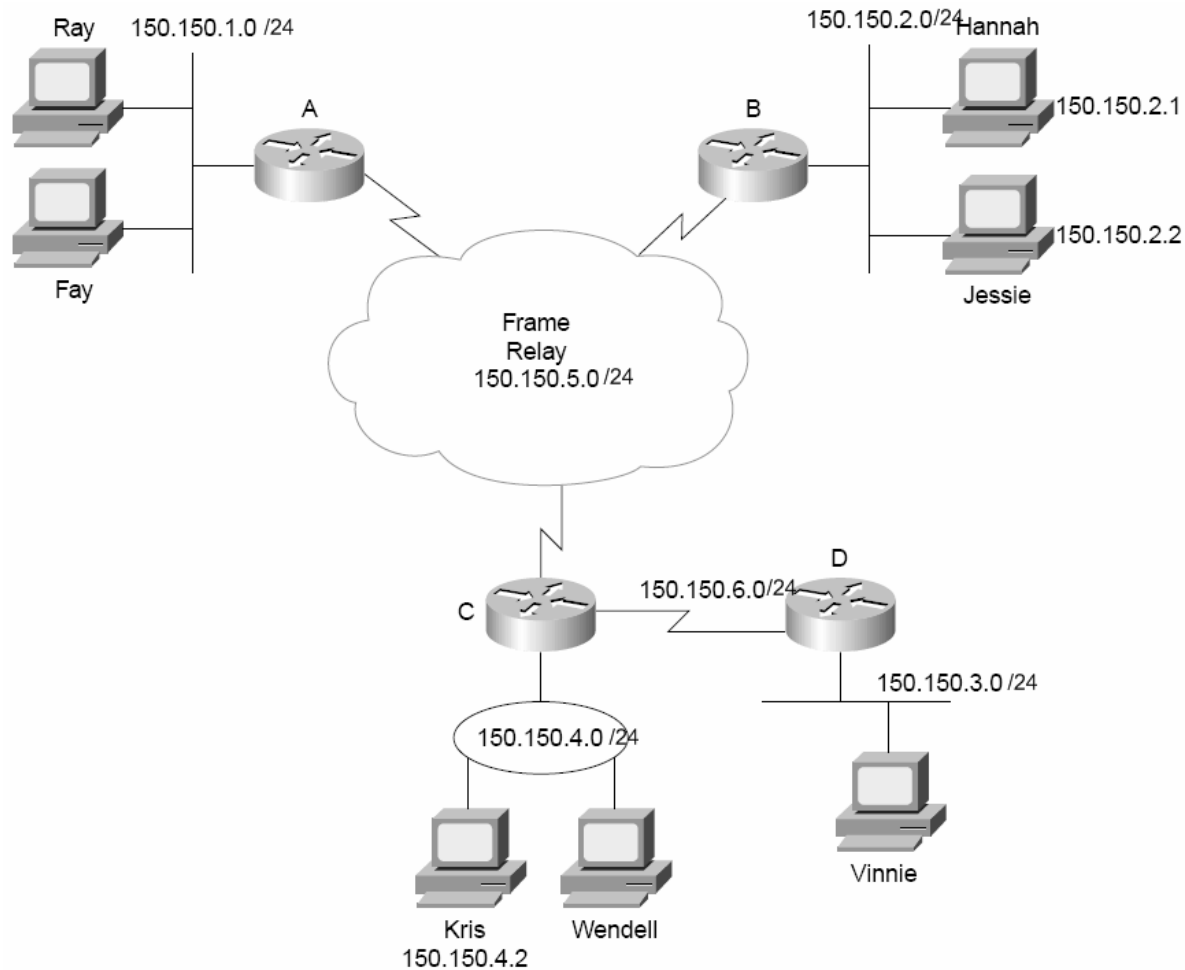 Ray
150.150.1.0 /24
150.150.2.0/24
Hannah
A
B
150.150.2.1
150.150.2.2
Fay
Jessie
Frame
Relay
150.150.5.0 /24
D
150.150.6.0/24
C
150.150.3.0 /24
150.150.4.0 /24
Vinnie
Kris
150.150.4.2
Wendell